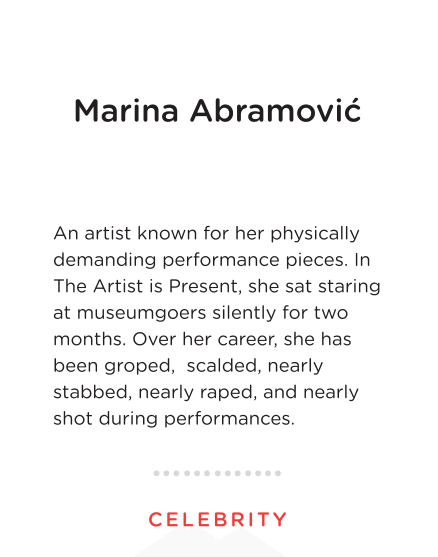 Marina Abramović
An artist known for her physically
demanding performance pieces. In
The Artist is Present, she sat staring
at museumgoers silently for two
months. Over her career, she has
been groped,  scalded, nearly
stabbed, nearly raped, and nearly
shot during performances.
CELEBRITY